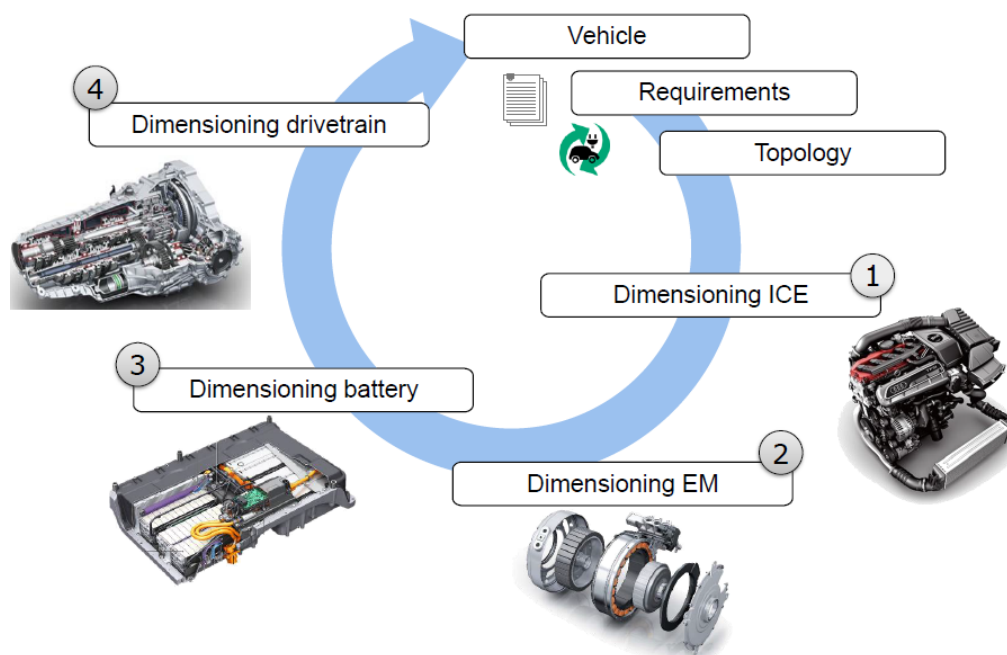 Vehicle
Requirements
Topology
1
Dimensioning ICE
2
Dimensioning EM
3
Dimensioning battery
4
Dimensioning drivetrain